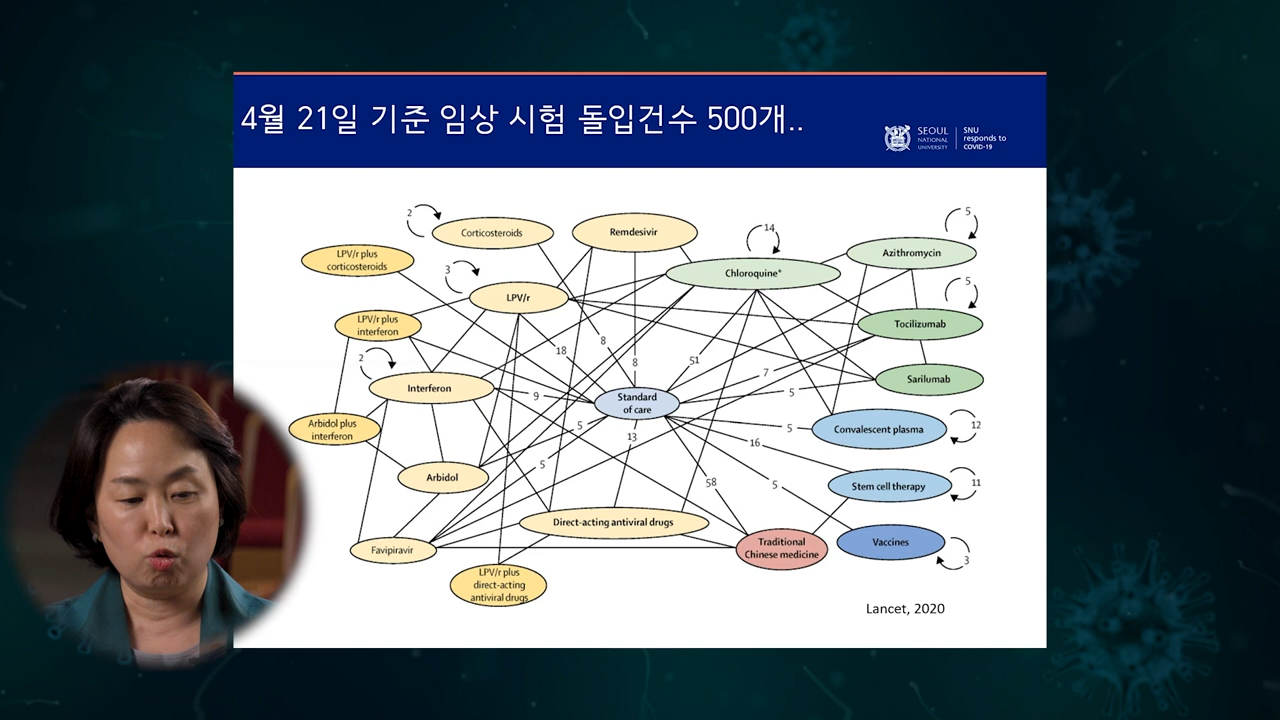 4월 21일 기준 임상 시험 돌입건수 500개..
SEOUL
NATIONAL
UNIVERSITY
SNU
responds to
COVID-19
2
Corticosteroids
Remdesivir
14
5
Azithromycin
LPV/r plus
corticosteroids
3
Chloroquine*
5
LPV/r
LPV/r plus
interferon
Tocilizumab
2
18
8
8
51
7
Interferon
9
Standard
of care
5
Sarilumab
Arbidol plus
interferon
5
13
5
Convalescent plasma
12
16
Arbidol
5
58
5
Stem cell therapy
11
Direct-acting antiviral drugs
Favipiravir
Traditional
Chinese medicine
Vaccines
3
LPV/r plus
direct-acting
antiviral drugs
Lancet, 2020